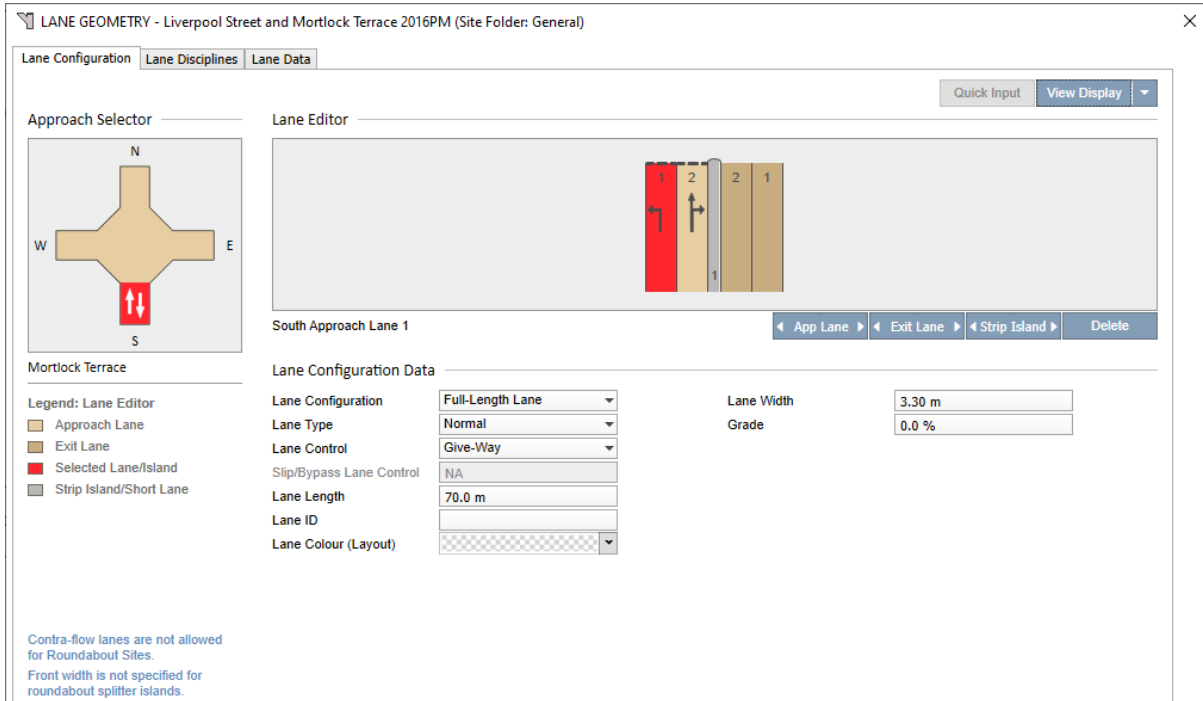 LANE GEOMETRY - Liverpool Street and Mortlock Terrace 2016PM (Site Folder: General)
Lane Configuration Lane Disciplines Lane Data
Quick Input View Display
Approach Selector
N
W E
S
Mortlock Terrace
Legend: Lane Editor
Approach Lane
Exit Lane
Selected Lane/Island
Strip Island/Short Lane
Contra-flow lanes are not allowed
for Roundabout Sites.
Front width is not specified for
roundabout splitter islands.
Lane Editor
1 2 2 1
1
South Approach Lane 1
App Lane Exit Lane Strip Island Delete
Lane Configuration Data
Lane Configuration Full-Length Lane Lane Width 3.30 m
Lane Type Normal Grade 0.0 %
Lane Control Give-Way
Slip/Bypass Lane Control NA
Lane Length 70.0 m
Lane ID
Lane Colour (Layout)